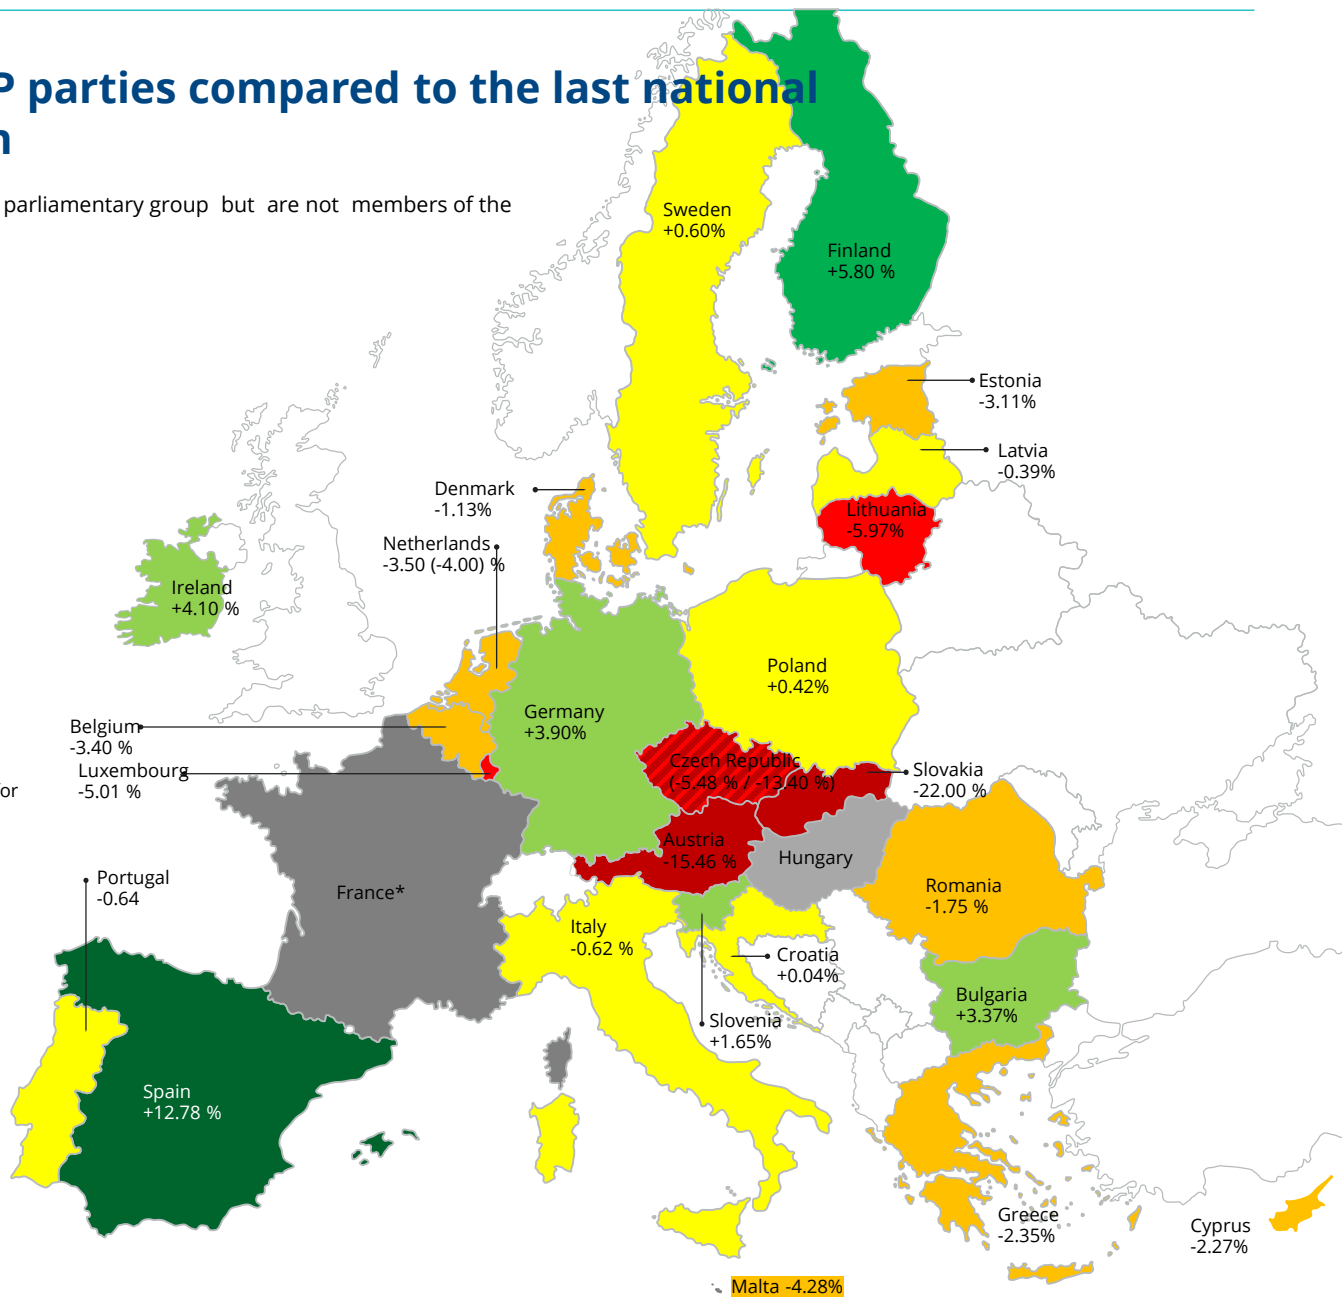 P parties compared to the last national
n
parliamentary group but are not members of the
Sweden
+0.60%
Finland
+5.80 %
Estonia
-3.11%
Latvia
-0.39%
Denmark
-1.13%
Lithuania
-5.97%
Netherlands
-3.50 (-4.00) %
Ireland
+4.10 %
Poland
+0.42%
Germany
+3.90%
Belgium
-3.40 %
Luxembourg
-5.01 %
or
Czech Republic
(-5.48 % / -13.40 %)
Slovakia
-22.00 %
Austria
-15.46 %
Hungary
Portugal
-0.64
France*
Romania
-1.75 %
Italy
-0.62 %
Croatia
+0.04%
Bulgaria
+3.37%
Slovenia
+1.65%
Spain
+12.78 %
Greece
-2.35%
Cyprus
-2.27%
Malta -4.28%